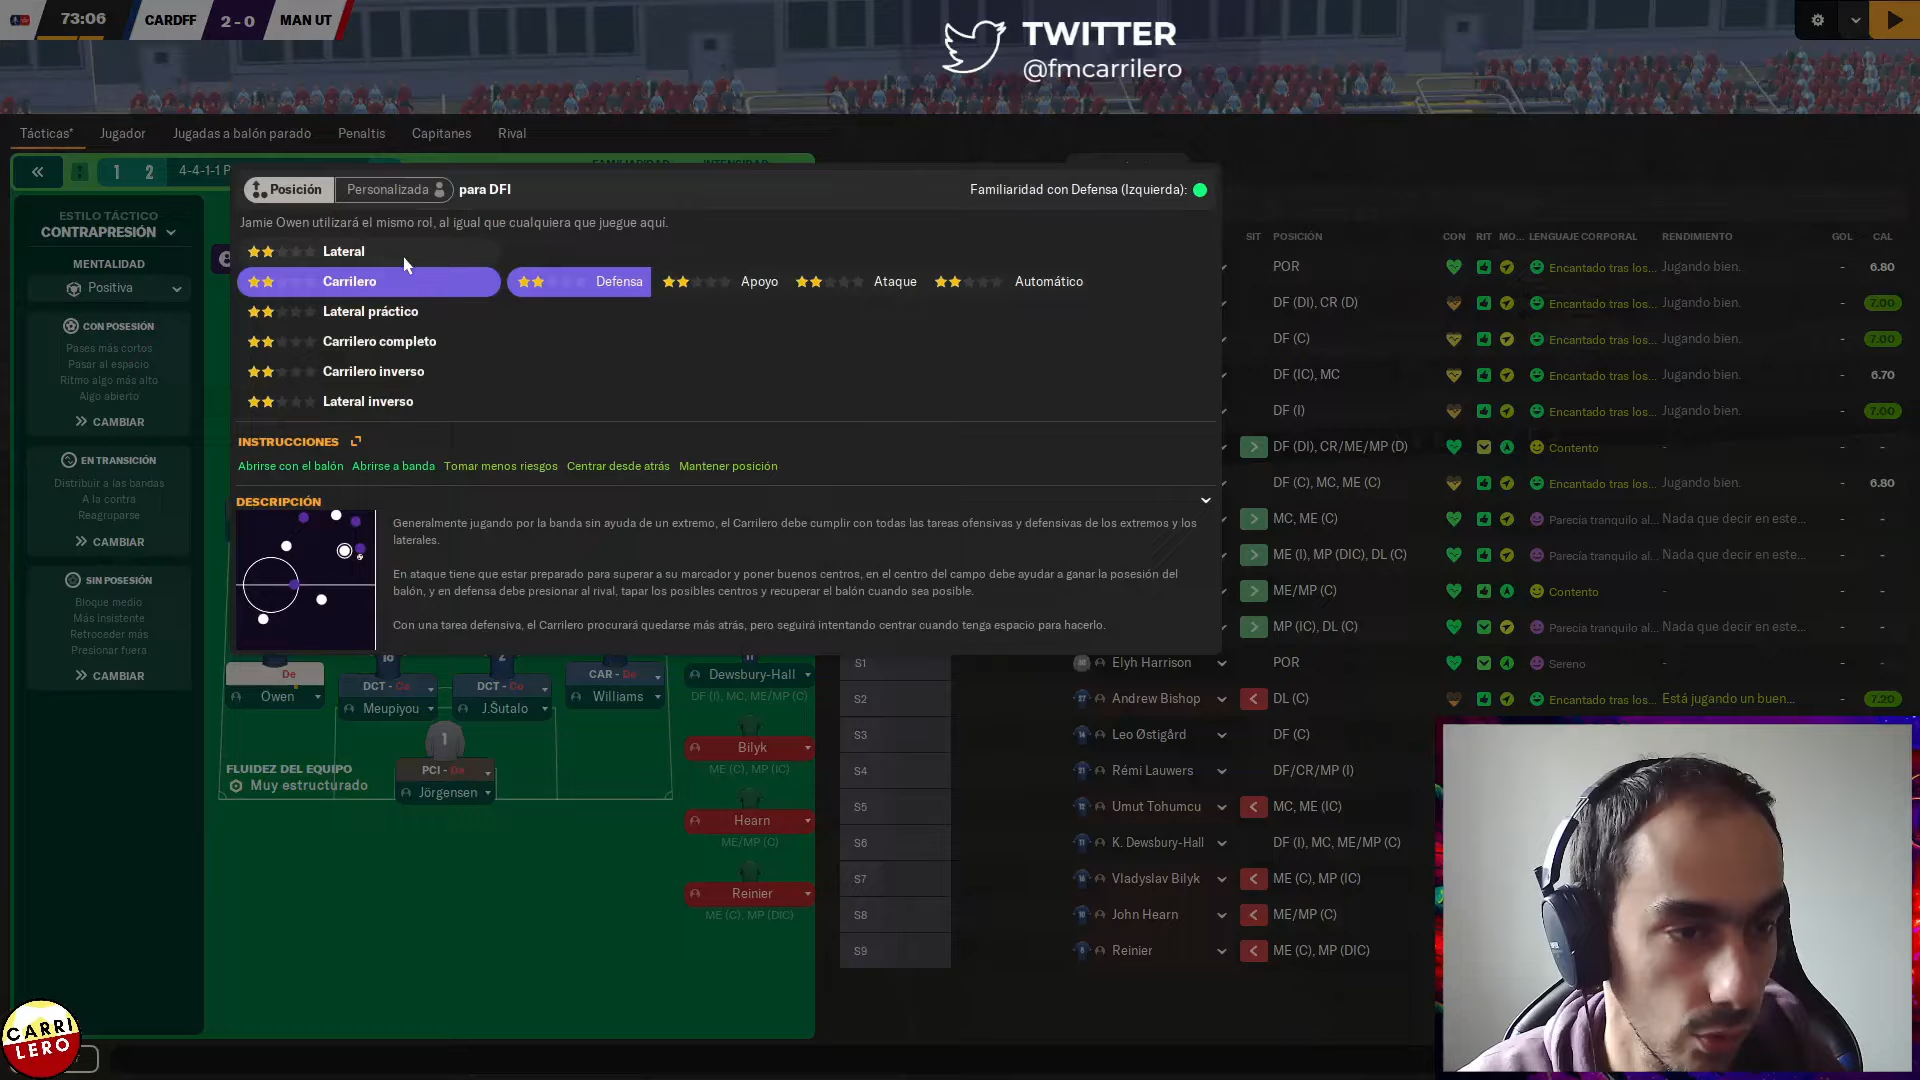 73:06 CARDFF 2 - 0 MAN UT
TWITTER
@fmcarrilero
Tácticas* Jugador Jugadas a balón parado Penaltis Capitanes Rival
1 2 4-4-1-1 P
ESTILO TÁCTICO
CONTRAPRESIÓN
MENTALIDAD
Positiva
CON POSESIÓN
Pases más cortos
Pasar al espacio
Ritmo algo más alto
Algo abierto
CAMBIAR
EN TRANSICIÓN
Distribuir a las bandas
A la contra
Reagruparse
CAMBIAR
SIN POSESIÓN
Bloque medio
Más insistente
Retroceder más
Presionar fuera
CAMBIAR
Posición Personalizada para DFI
Familiaridad con Defensa (Izquierda):
Jamie Owen utilizará el mismo rol, al igual que cualquiera que juegue aquí.
Lateral
Carrilero Defensa Apoyo Ataque Automático
Lateral práctico
Carrilero completo
Carrilero inverso
Lateral inverso
INSTRUCCIONES
Abrirse con el balón Abrirse a banda Tomar menos riesgos Centrar desde atrás Mantener posición
DESCRIPCIÓN
Generalmente jugando por la banda sin ayuda de un extremo, el Carrilero debe cumplir con todas las tareas ofensivas y defensivas de los extremos y los
laterales.
En ataque tiene que estar preparado para superar a su marcador y poner buenos centros, en el centro del campo debe ayudar a ganar la posesión del
balón, y en defensa debe presionar al rival, tapar los posibles centros y recuperar el balón cuando sea posible.
Con una tarea defensiva, el Carrilero procurará quedarse más atrás, pero seguirá intentando centrar cuando tenga espacio para hacerlo.
De
Owen
DCT - Co
Meupiyou
DCT - Co
J.Šutalo
CAR - De
Williams
1
PCI - De
Jörgensen
FLUIDEZ DEL EQUIPO
Muy estructurado
Dewsbury-Hall
DF (I), MC, ME/MP (C)
Bilyk
ME (C), MP (IC)
Hearn
ME/MP (C)
Reinier
ME (C), MP (DIC)
SIT POSICIÓN CON RIT MO... LENGUAJE CORPORAL RENDIMIENTO GOL CAL
POR Encantado tras los... Jugando bien. - 6.80
DF (DI), CR (D) Encantado tras los... Jugando bien. - 7.00
DF (C) Encantado tras los... Jugando bien. - 7.00
DF (IC), MC Encantado tras los... Jugando bien. - 6.70
DF (I) Encantado tras los... Jugando bien. - 7.00
DF (DI), CR/ME/MP (D) Contento - - -
DF (C), MC, ME (C) Encantado tras los... Jugando bien. - 6.80
MC, ME (C) Parecía tranquilo al... Nada que decir en este... - -
ME (I), MP (DIC), DL (C) Parecía tranquilo al... Nada que decir en este... - -
ME/MP (C) Contento - - -
MP (IC), DL (C) Parecía tranquilo al... Nada que decir en este... - -
S1 Elyh Harrison POR Sereno - - -
S2 Andrew Bishop DL (C) Encantado tras los... Está jugando un buen... - 7.20
S3 Leo Østigård DF (C)
S4 Rémi Lauwers DF/CR/MP (I)
S5 Umut Tohumcu MC, ME (IC)
S6 K. Dewsbury-Hall DF (I), MC, ME/MP (C)
S7 Vladyslav Bilyk ME (C), MP (IC)
S8 John Hearn ME/MP (C)
S9 Reinier ME (C), MP (DIC)
CARRI
LERO